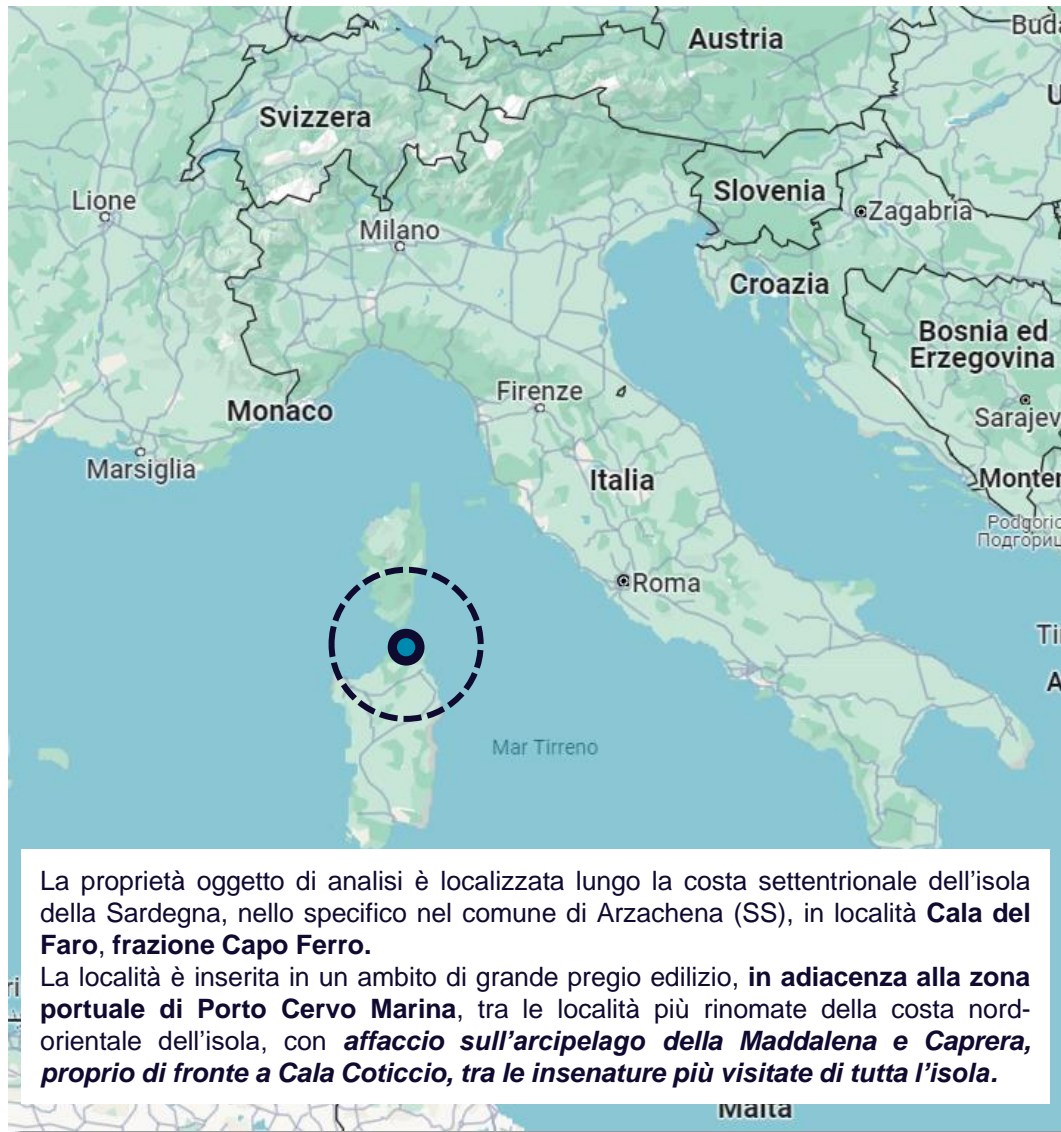 Austria
Buda
U
Svizzera
Lione
Milano
Slovenia
Zagabria
Croazia
Bosnia ed
Erzegovina
Sarajev
Firenze
Monaco
Marsiglia
Italia
Monter
Podgoric
Подгориц
Roma
Ti
A
Mar Tirreno
La proprietà oggetto di analisi è localizzata lungo la costa settentrionale dell’isola
della Sardegna, nello specifico nel comune di Arzachena (SS), in località Cala del
Faro, frazione Capo Ferro.
La località è inserita in un ambito di grande pregio edilizio, in adiacenza alla zona
portuale di Porto Cervo Marina, tra le località più rinomate della costa nord-
orientale dell’isola, con affaccio sull’arcipelago della Maddalena e Caprera,
proprio di fronte a Cala Coticcio, tra le insenature più visitate di tutta l’isola.
ri
Malta